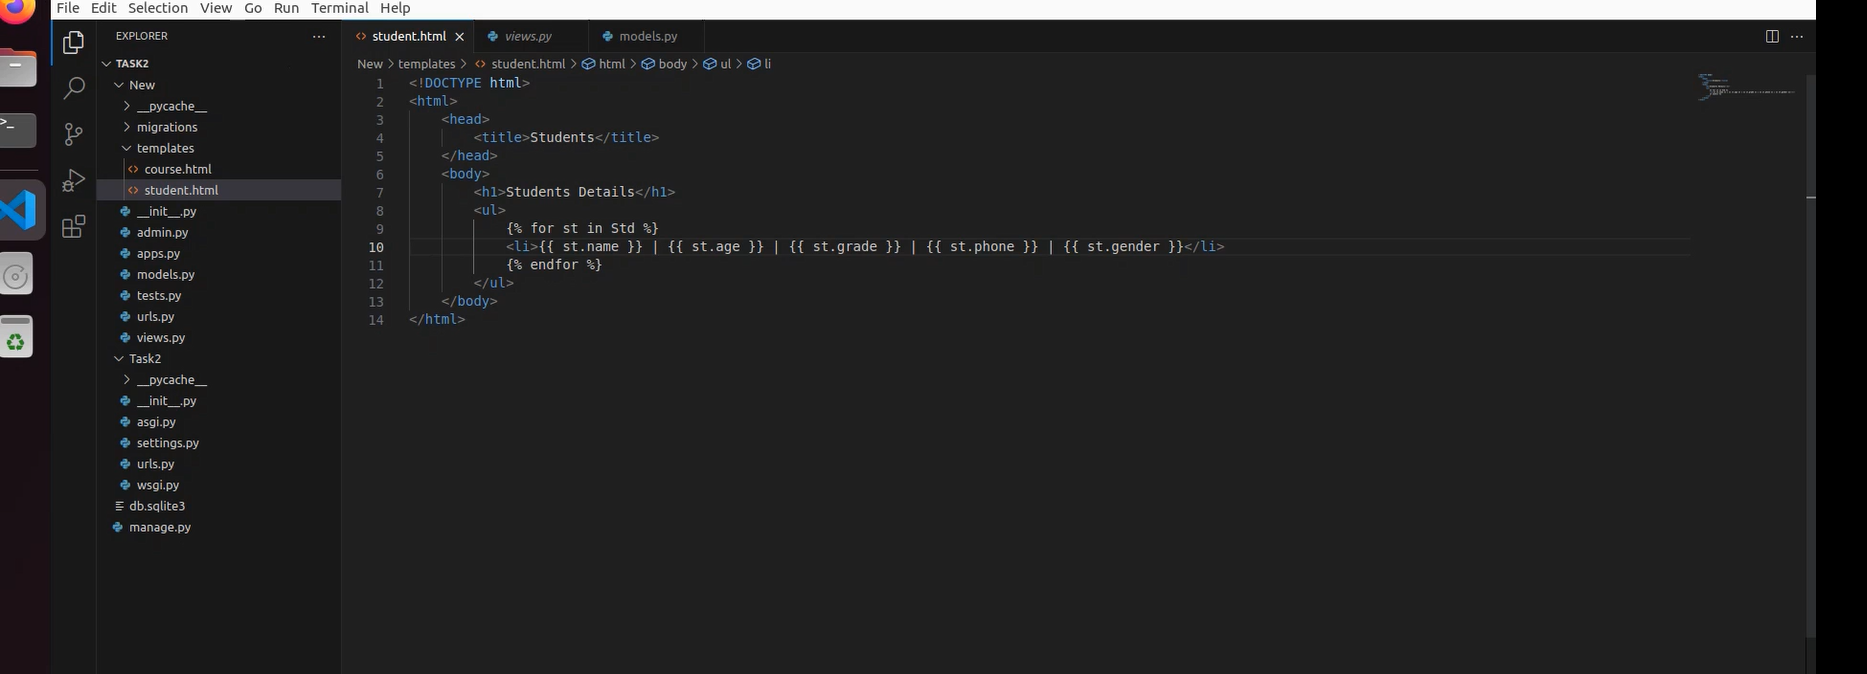 File Edit Selection View Go Run Terminal Help
EXPLORER
TASK2
New
__pycache__
migrations
templates
course.html
student.html
__init__.py
admin.py
apps.py
models.py
tests.py
urls.py
views.py
Task2
__pycache__
__init__.py
asgi.py
settings.py
urls.py
wsgi.py
db.sqlite3
manage.py
student.html views.py models.py
New > templates > student.html > html > body > ul > li
1 <!DOCTYPE html>
2 <html>
3 <head>
4 <title>Students</title>
5 </head>
6 <body>
7 <h1>Students Details</h1>
8 <ul>
9 {% for st in Std %}
10 <li>{{ st.name }} | {{ st.age }} | {{ st.grade }} | {{ st.phone }} | {{ st.gender }}</li>
11 {% endfor %}
12 </ul>
13 </body>
14 </html>